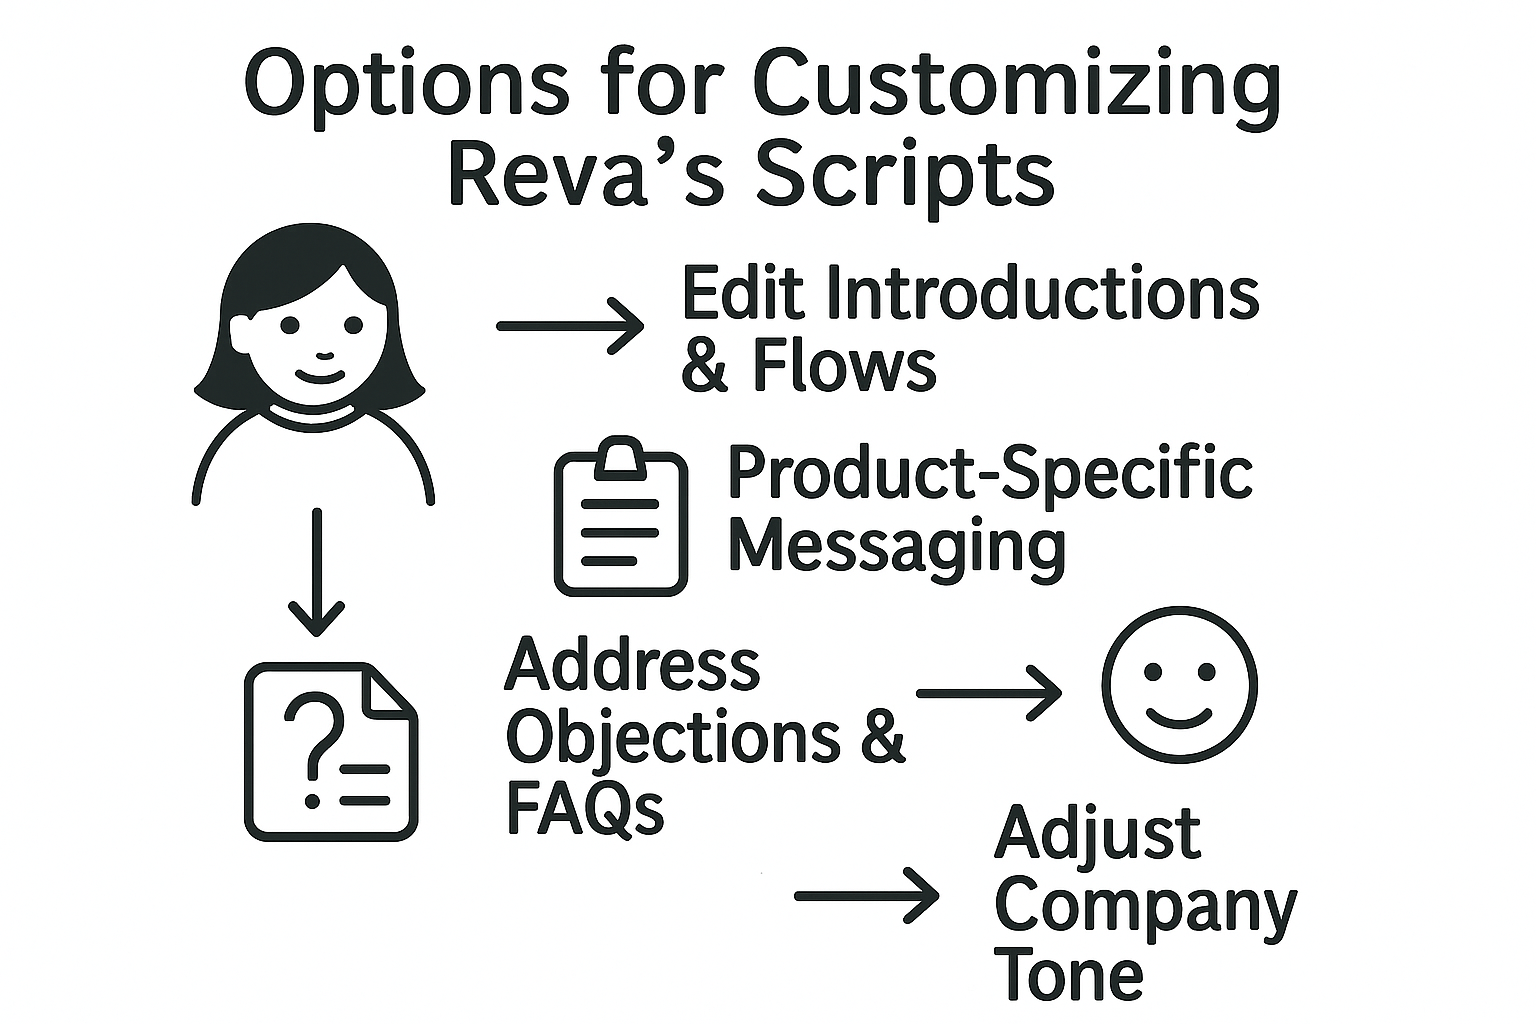 Options for Customizing
Reva’s Scripts
Edit Introductions
& Flows
Product-Specific
Messaging
Address
Objections &
FAQs
Adjust
Company
Tone